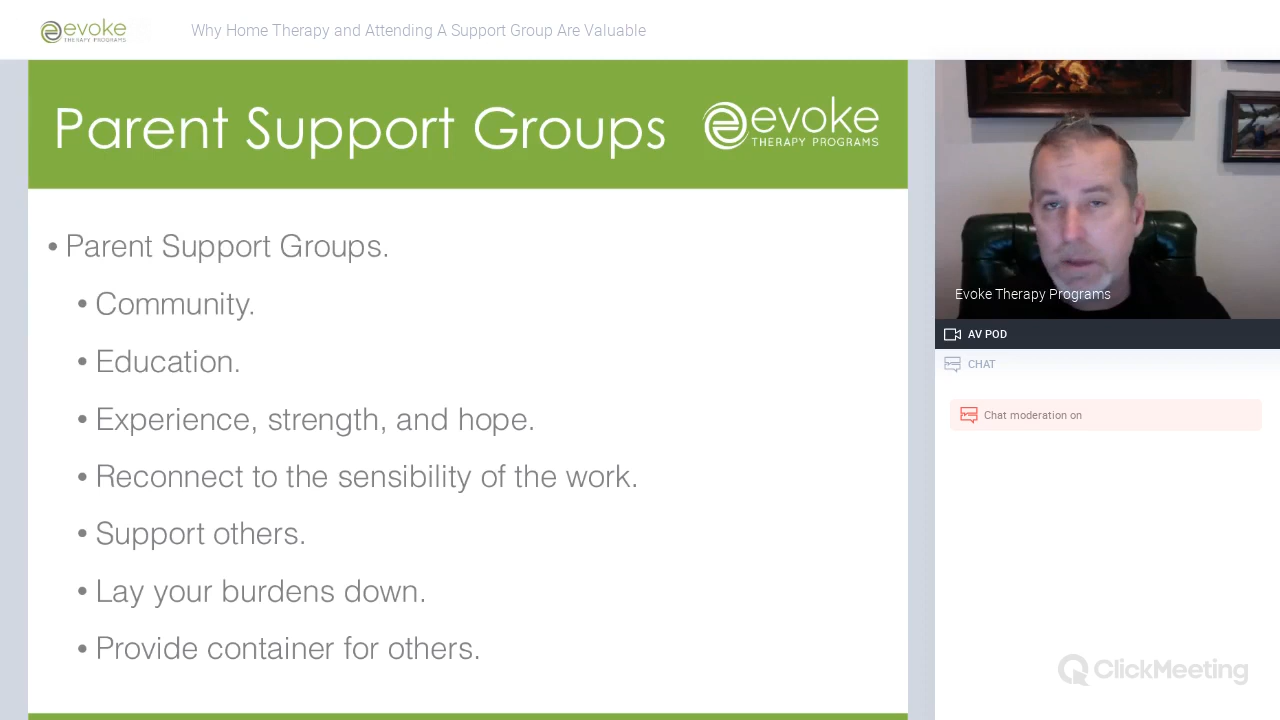 evoke
THERAPY PROGRAMS
Why Home Therapy and Attending A Support Group Are Valuable
Parent Support Groups
evoke
THERAPY PROGRAMS
• Parent Support Groups.
• Community.
• Education.
• Experience, strength, and hope.
• Reconnect to the sensibility of the work.
• Support others.
• Lay your burdens down.
• Provide container for others.
Evoke Therapy Programs
AV POD
CHAT
Chat moderation on
ClickMeeting